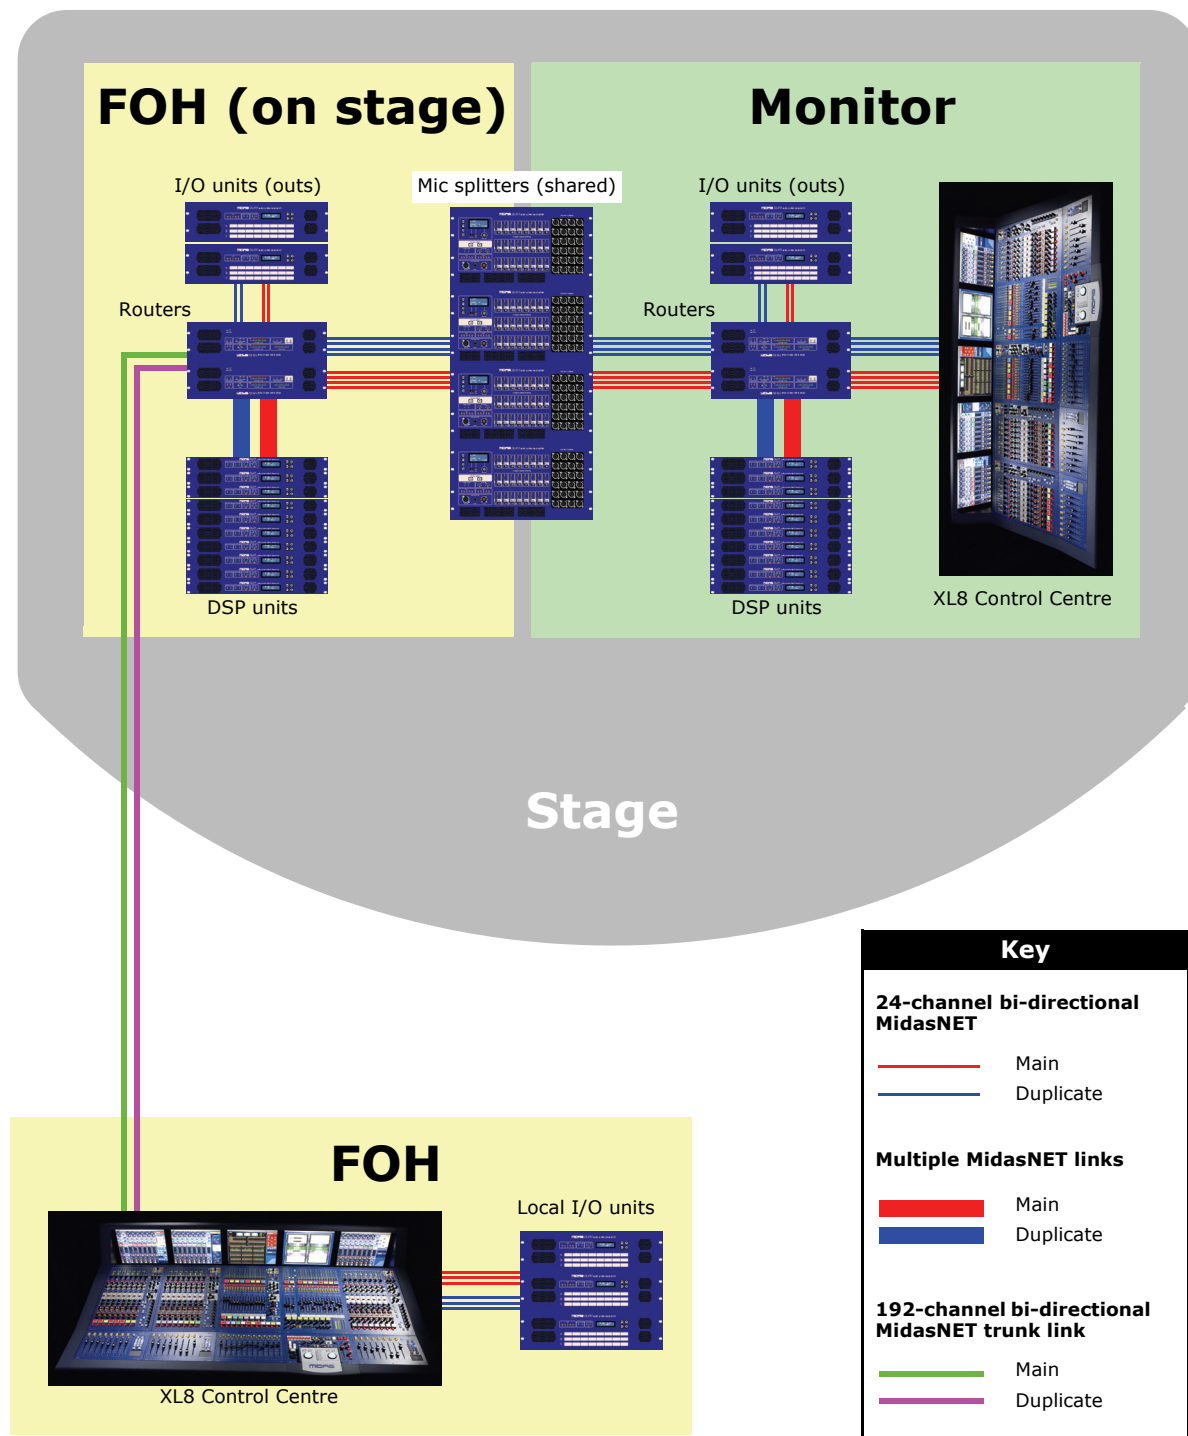 FOH (on stage)
Monitor
I/O units (outs)
Mic splitters (shared)
I/O units (outs)
Routers
Routers
DSP units
DSP units
XL8 Control Centre
Stage
FOH
Local I/O units
XL8 Control Centre
Key
24-channel bi-directional
MidasNET
Main
Duplicate
Multiple MidasNET links
Main
Duplicate
192-channel bi-directional
MidasNET trunk link
Main
Duplicate